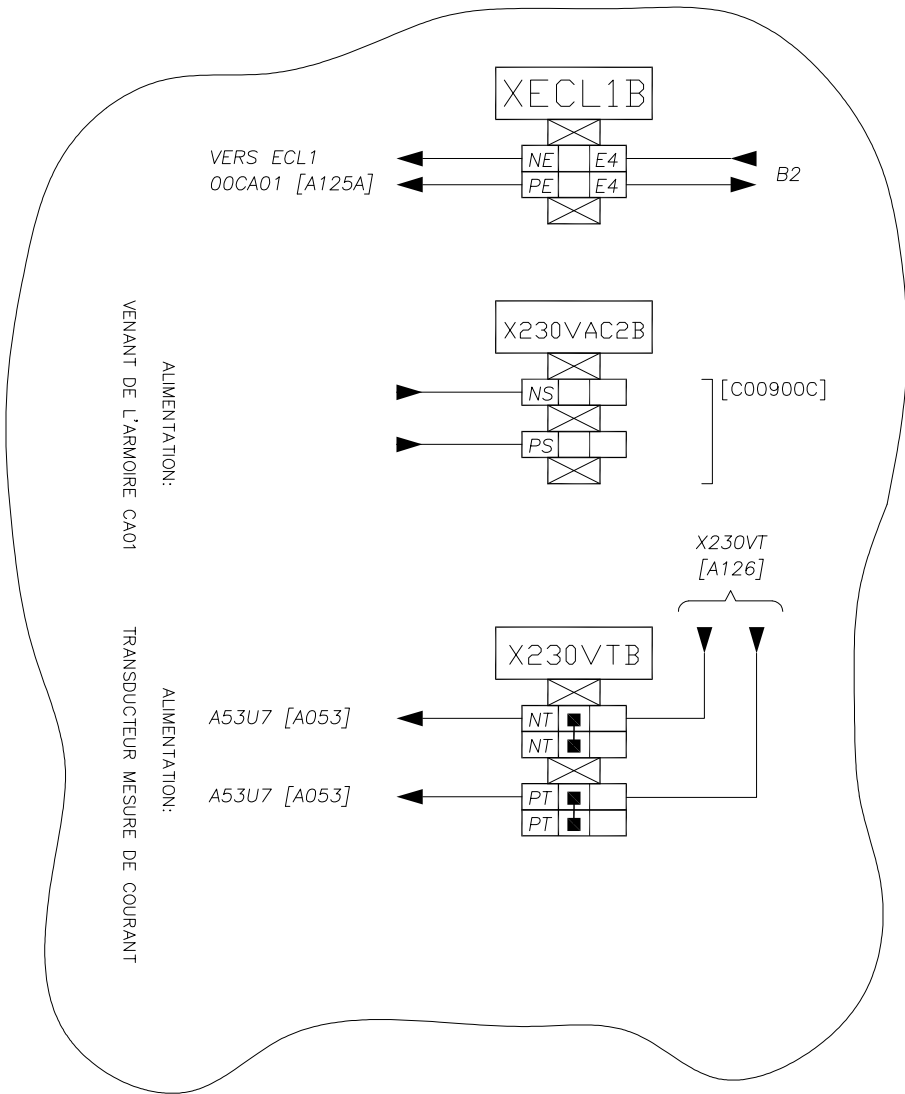 XECL1B
VERS ECL1
00CA01 [A125A]
NE E4
PE E4
B2
X230VAC2B
NS
PS
[C00900C]
ALIMENTATION:
VENANT DE L'ARMOIRE CA01
X230VT
[A126]
X230VTB
A53U7 [A053]
NT
NT
A53U7 [A053]
PT
PT
ALIMENTATION:
TRANSDUCTEUR MESURE DE COURANT